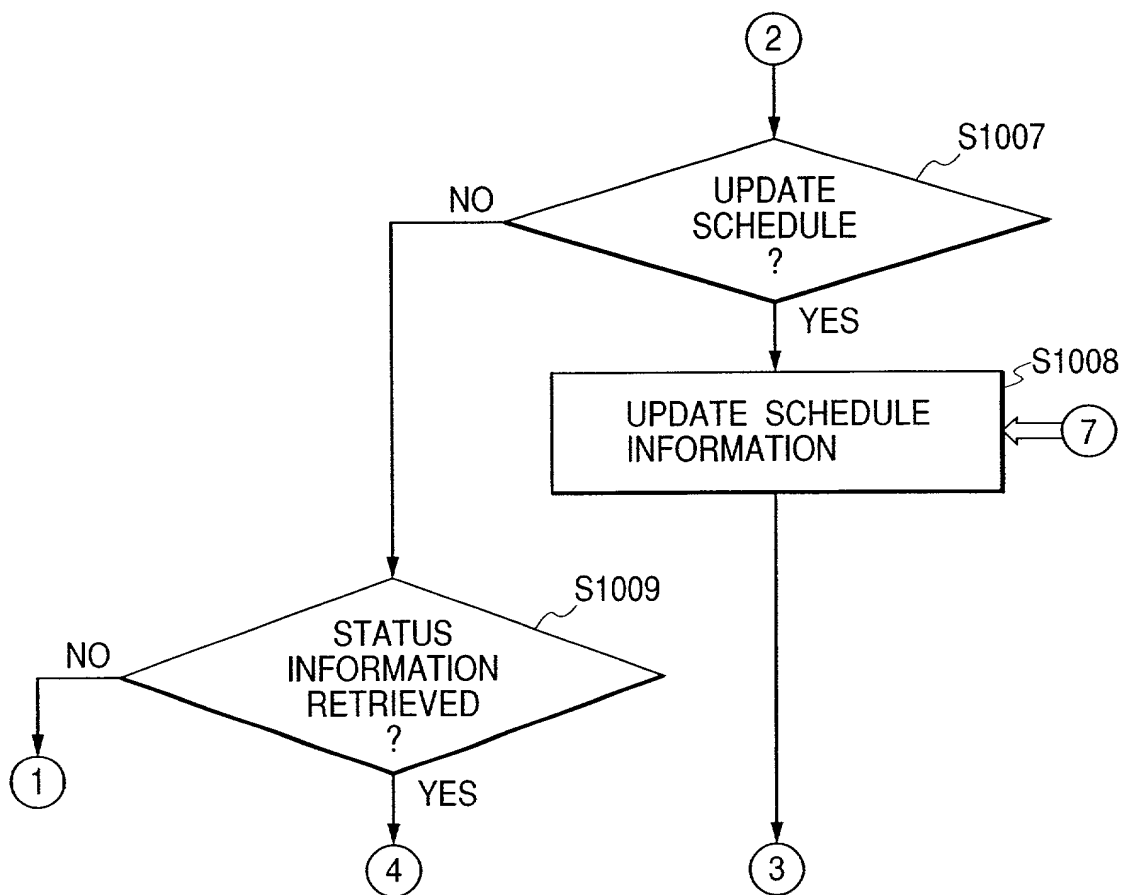 2
S1007
UPDATE
SCHEDULE
?
NO
YES
S1008
UPDATE SCHEDULE
INFORMATION
7
S1009
STATUS
INFORMATION
RETRIEVED
?
NO
1
YES
4
3